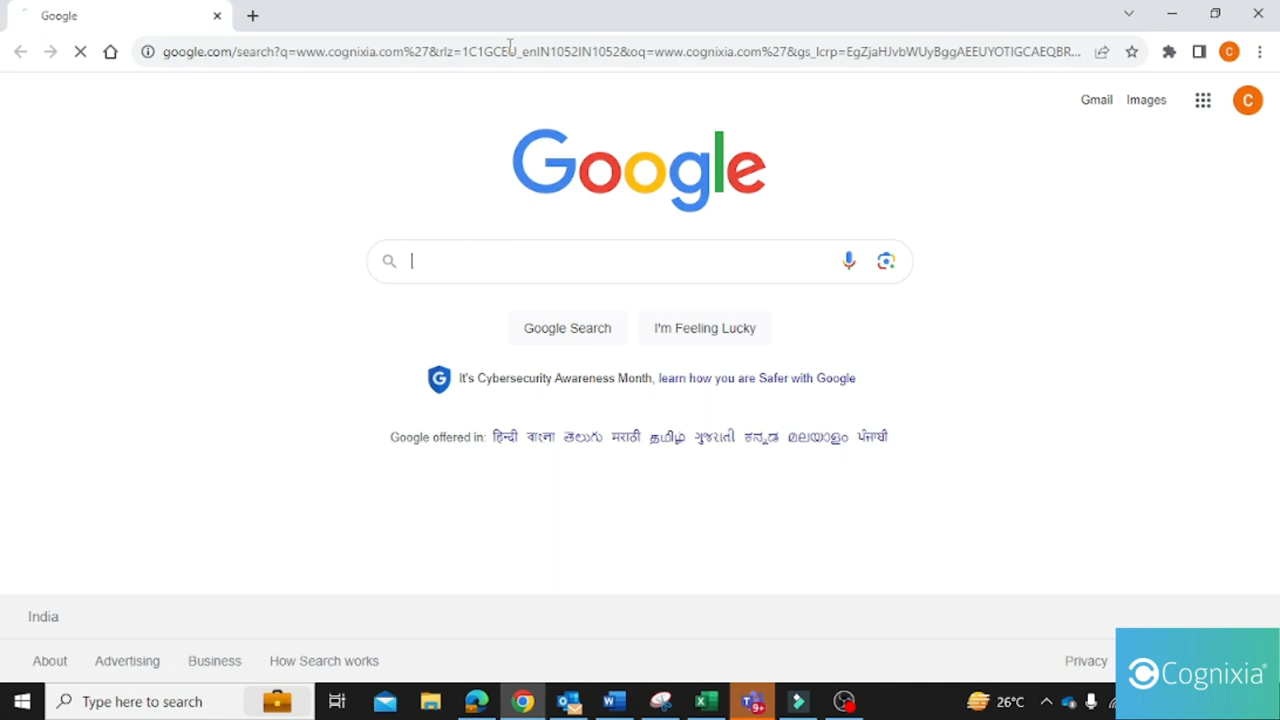 Google
google.com/search?q=www.cognixia.com%27&rlz=1C1GCEU_enIN1052IN1052&oq=www.cognixia.com%27&gs_lcrp=EgZjaHJvbWUyBggAEEUYOTIGCAEQBR...
C
Gmail Images C
Google
Google Search I'm Feeling Lucky
G It's Cybersecurity Awareness Month, learn how you are Safer with Google
Google offered in: हिन्दी বাংলা తెలుగు मराठी தமிழ் ગુજરાતી ಕನ್ನಡ മലയാളം ਪੰਜਾਬੀ
India
About Advertising Business How Search works Privacy
Cognixia®
Type here to search 9+ 26°C